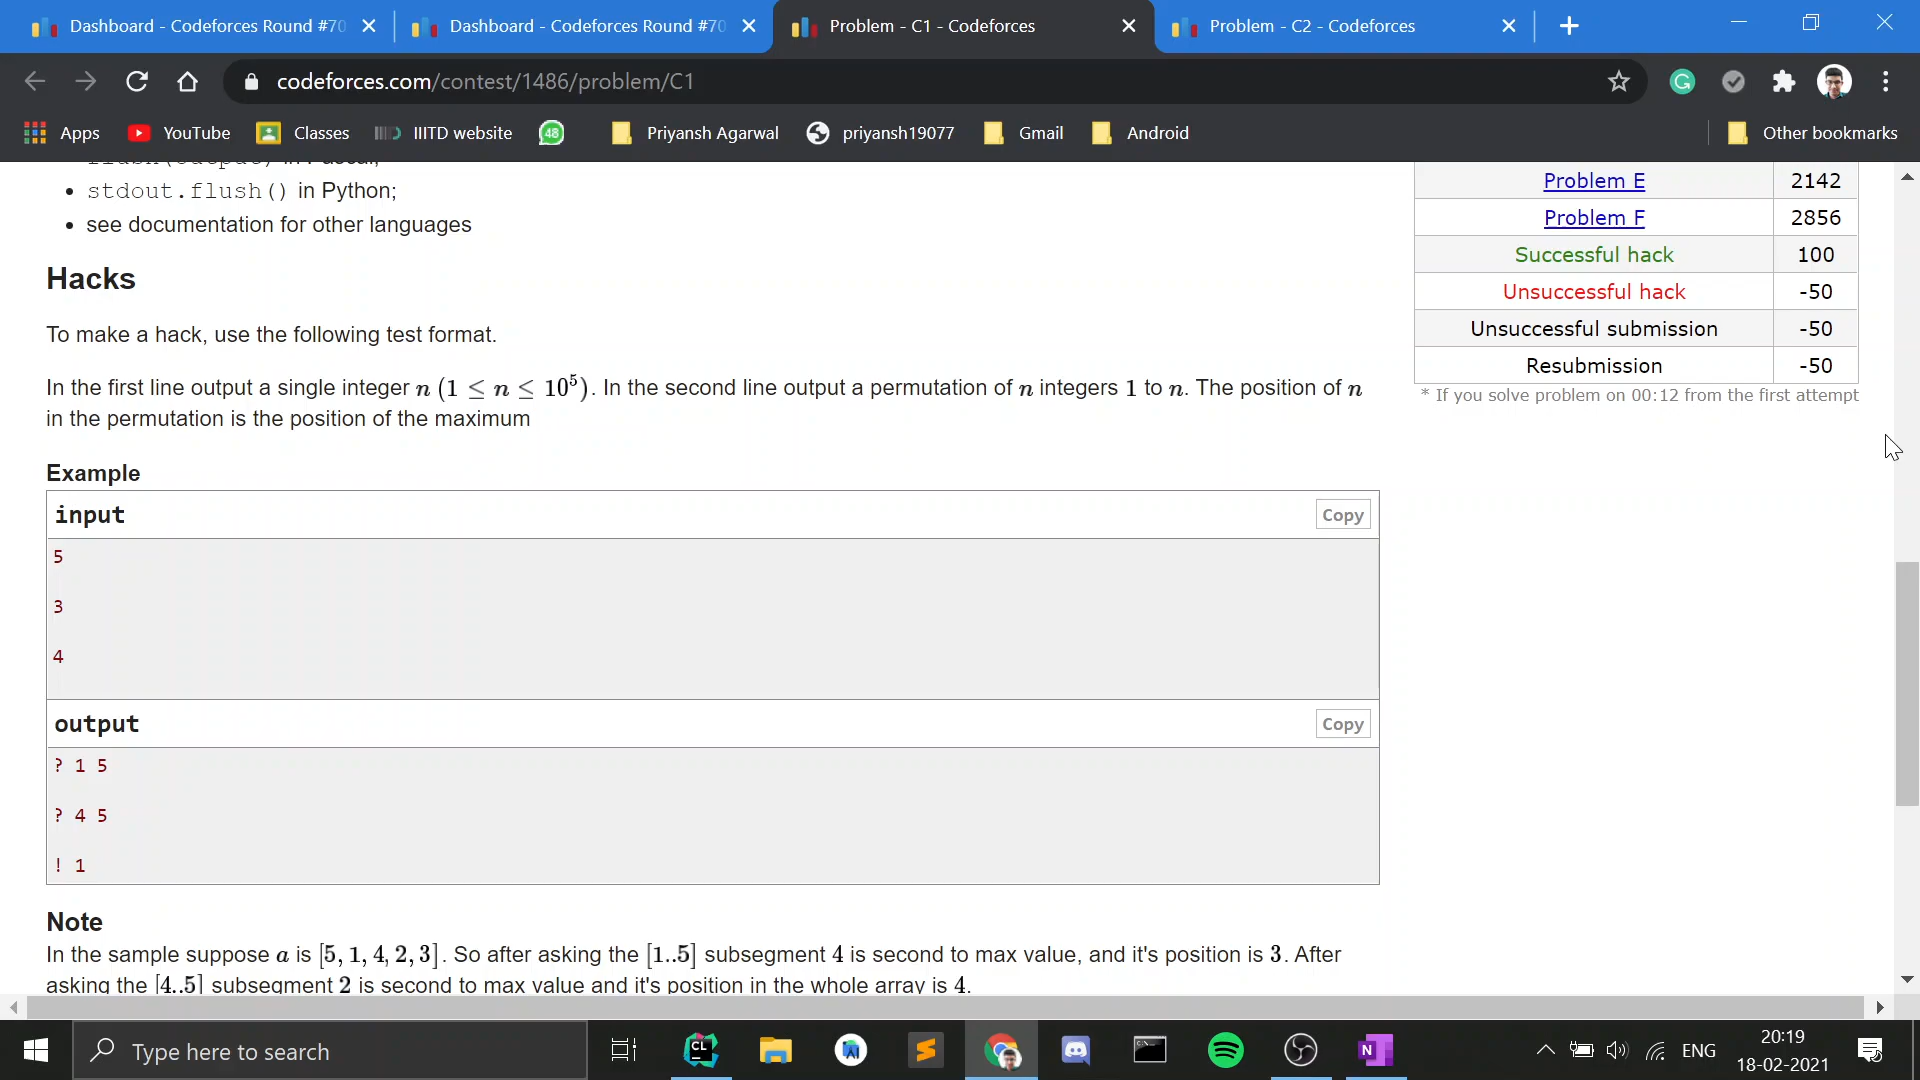 Dashboard - Codeforces Round #70
Dashboard - Codeforces Round #70
Problem - C1 - Codeforces
Problem - C2 - Codeforces
codeforces.com/contest/1486/problem/C1
Apps
YouTube
Classes
IIITD website
48
Priyansh Agarwal
priyansh19077
Gmail
Android
Other bookmarks
stdout.flush() in Python;
see documentation for other languages
Hacks
To make a hack, use the following test format.
In the first line output a single integer n (1 ≤ n ≤ 10⁵). In the second line output a permutation of n integers 1 to n. The position of n
in the permutation is the position of the maximum
Example
input
Copy
5
3
4
output
Copy
? 1 5
? 4 5
! 1
Note
In the sample suppose a is [5, 1, 4, 2, 3]. So after asking the [1..5] subsegment 4 is second to max value, and it's position is 3. After
asking the [4..5] subsegment 2 is second to max value and it's position in the whole array is 4.
Problem E 2142
Problem F 2856
Successful hack 100
Unsuccessful hack -50
Unsuccessful submission -50
Resubmission -50
* If you solve problem on 00:12 from the first attempt
Type here to search
CL
N
ENG
20:19
18-02-2021